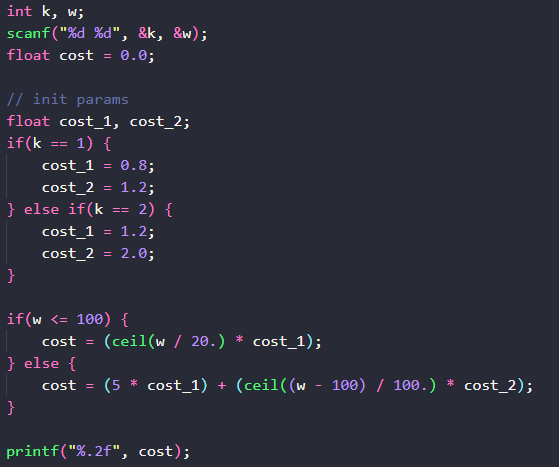 int k, w;
scanf("%d %d", &k, &w);
float cost = 0.0;
// init params
float cost_1, cost_2;
if(k == 1) {
cost_1 = 0.8;
cost_2 = 1.2;
} else if(k == 2) {
cost_1 = 1.2;
cost_2 = 2.0;
}
if(w <= 100) {
cost = (ceil(w / 20.) * cost_1);
} else {
cost = (5 * cost_1) + (ceil((w - 100) / 100.) * cost_2);
}
printf("%.2f", cost);